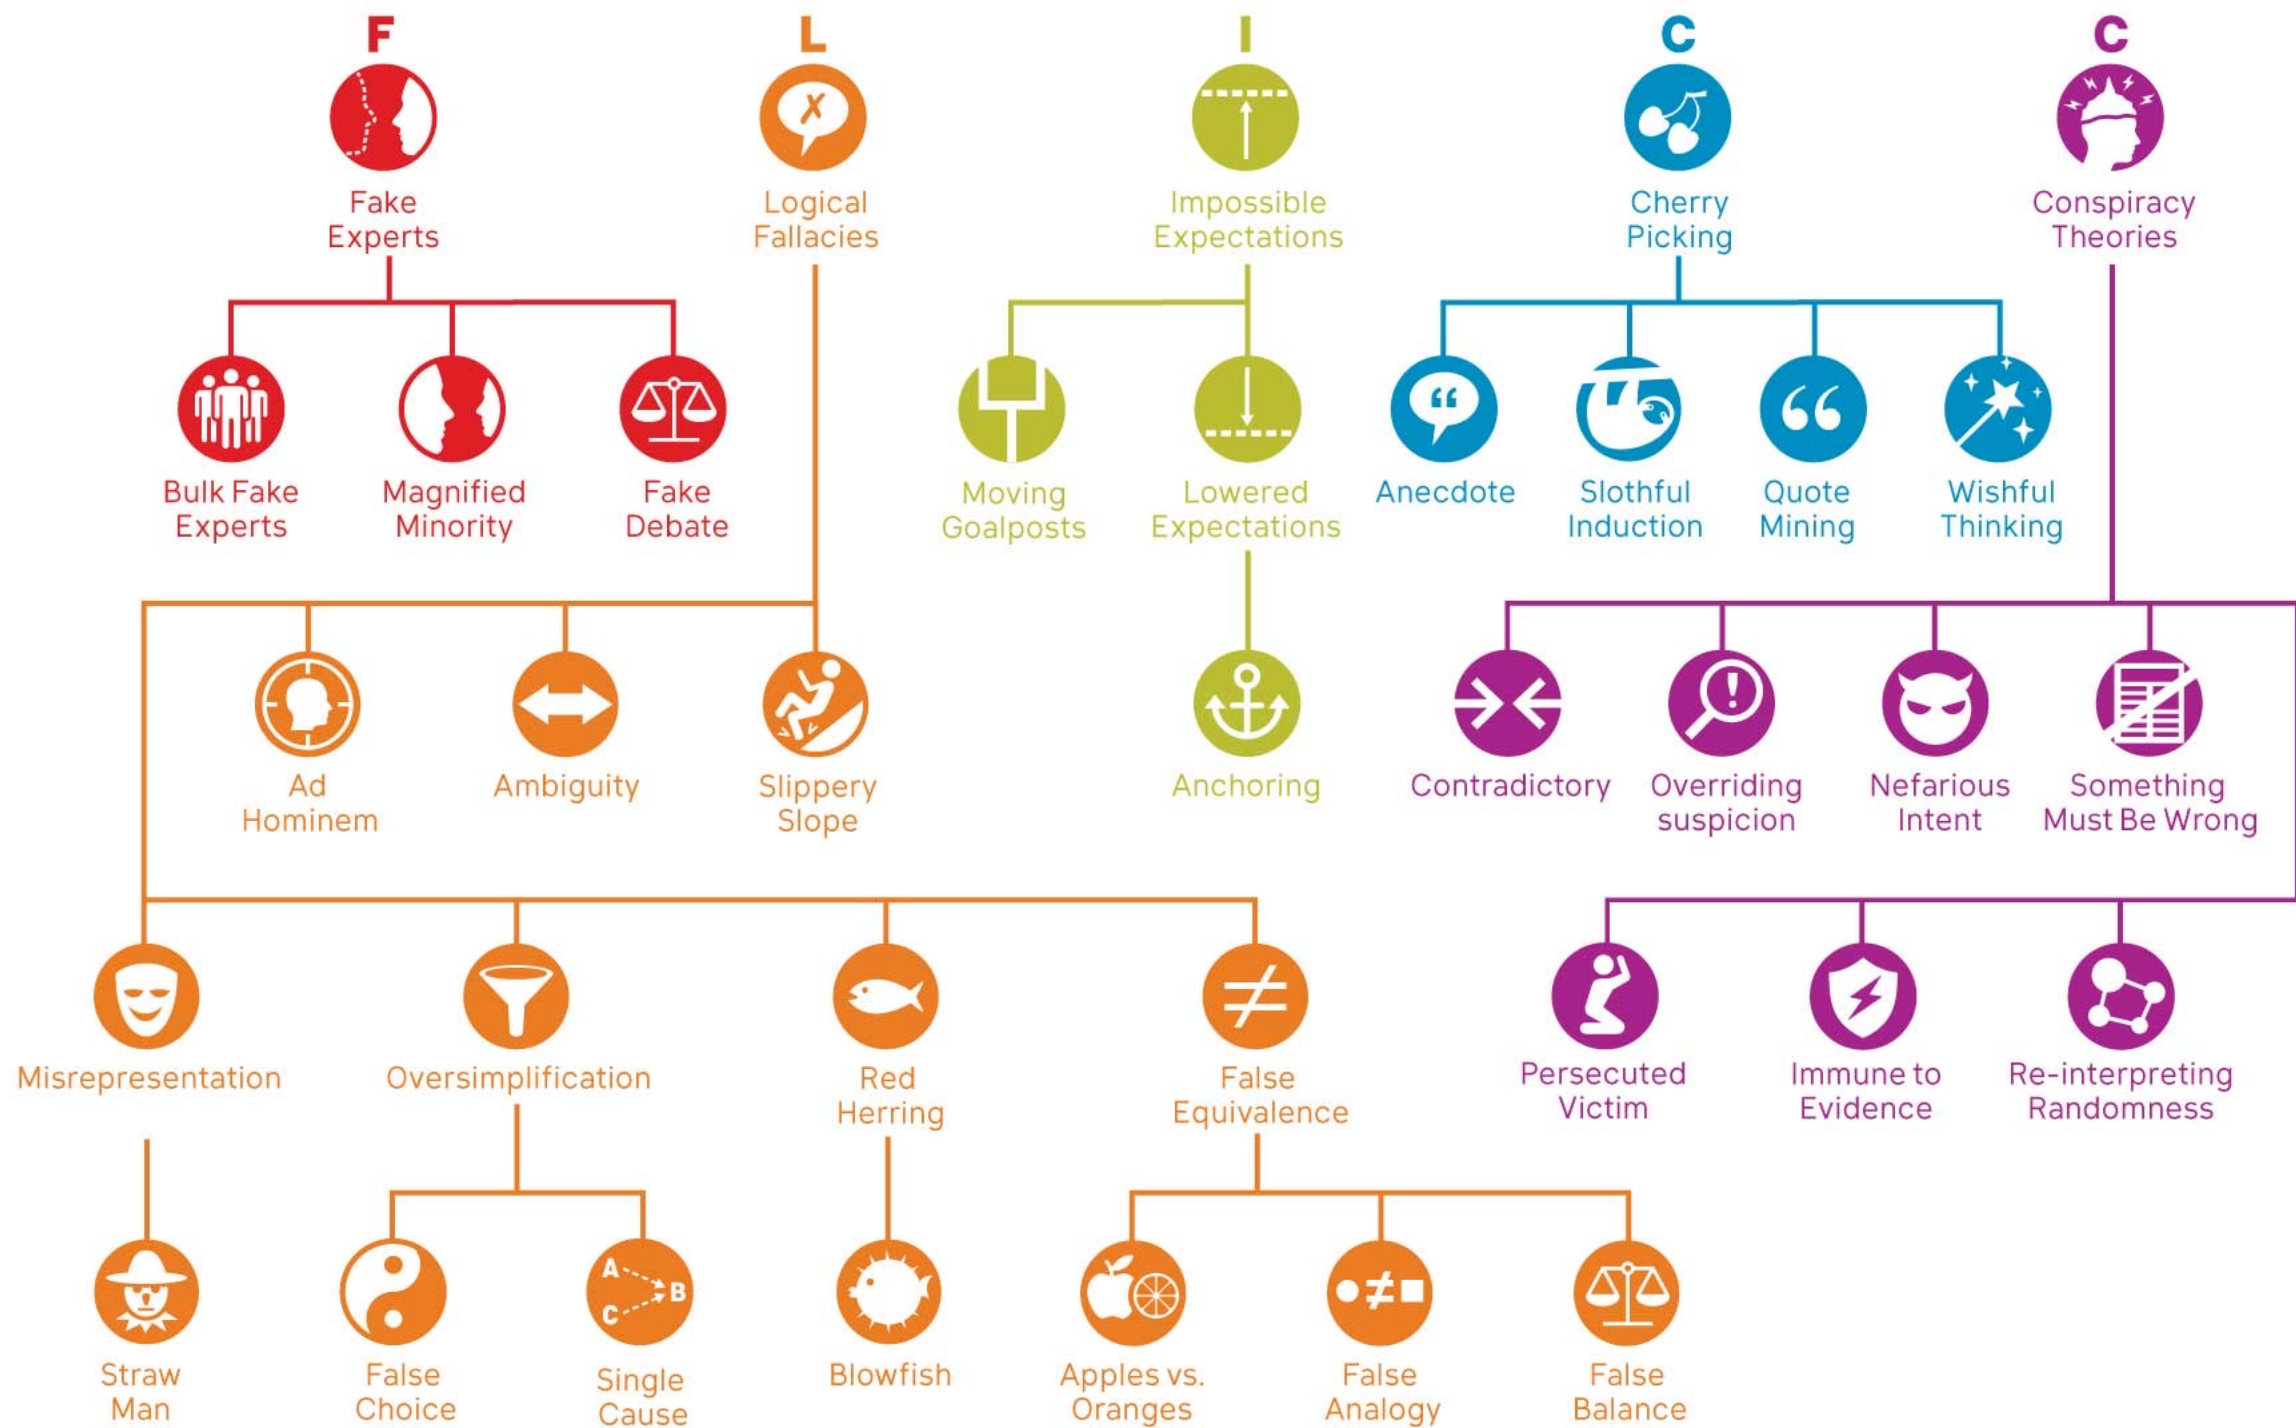 F
L
I
C
C
Fake
Experts
Logical
Fallacies
Impossible
Expectations
Cherry
Picking
Conspiracy
Theories
Bulk Fake
Experts
Magnified
Minority
Fake
Debate
Moving
Goalposts
Lowered
Expectations
Anecdote
Slothful
Induction
Quote
Mining
Wishful
Thinking
Ad
Hominem
Ambiguity
Slippery
Slope
Anchoring
Contradictory
Overriding
suspicion
Nefarious
Intent
Something
Must Be Wrong
Misrepresentation
Oversimplification
Red
Herring
False
Equivalence
Persecuted
Victim
Immune to
Evidence
Re-interpreting
Randomness
A
B
C
Straw
Man
False
Choice
Single
Cause
Blowfish
Apples vs.
Oranges
False
Analogy
False
Balance